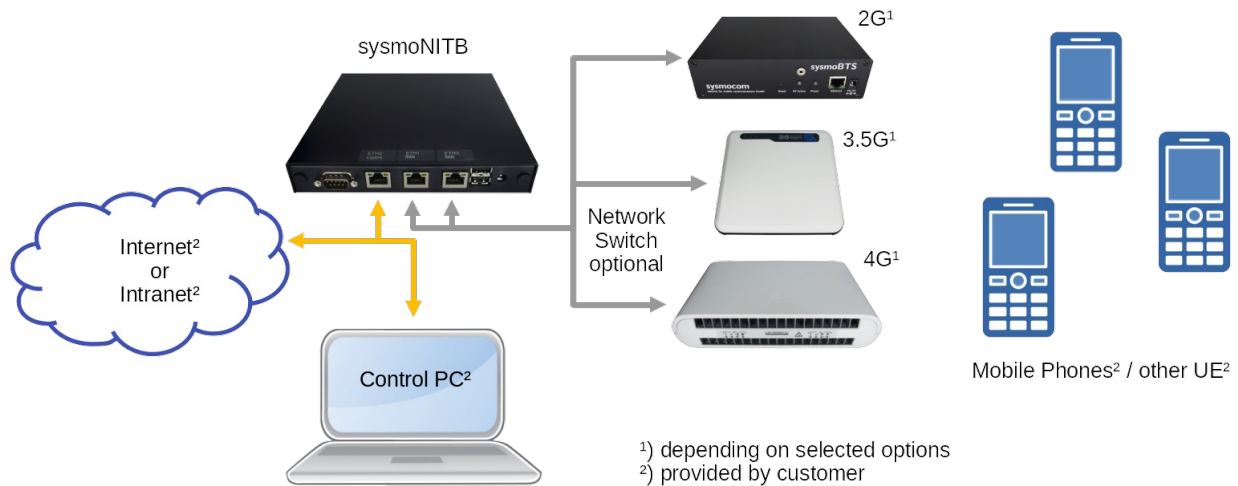 sysmoNITB
2G¹
sysmoBTS
sysmocom
3.5G¹
Network
Switch
optional
4G¹
Internet²
or
Intranet²
Control PC²
Mobile Phones² / other UE²
¹) depending on selected options
²) provided by customer